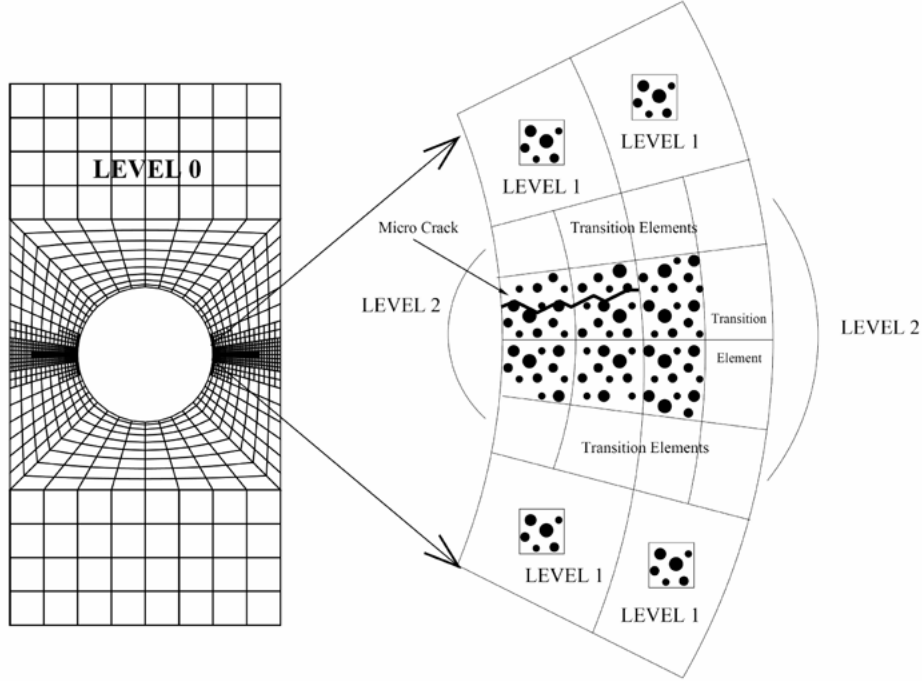 LEVEL 0
LEVEL 1
LEVEL 1
Micro Crack
Transition Elements
LEVEL 2
Transition
Element
LEVEL 2
Transition Elements
LEVEL 1
LEVEL 1